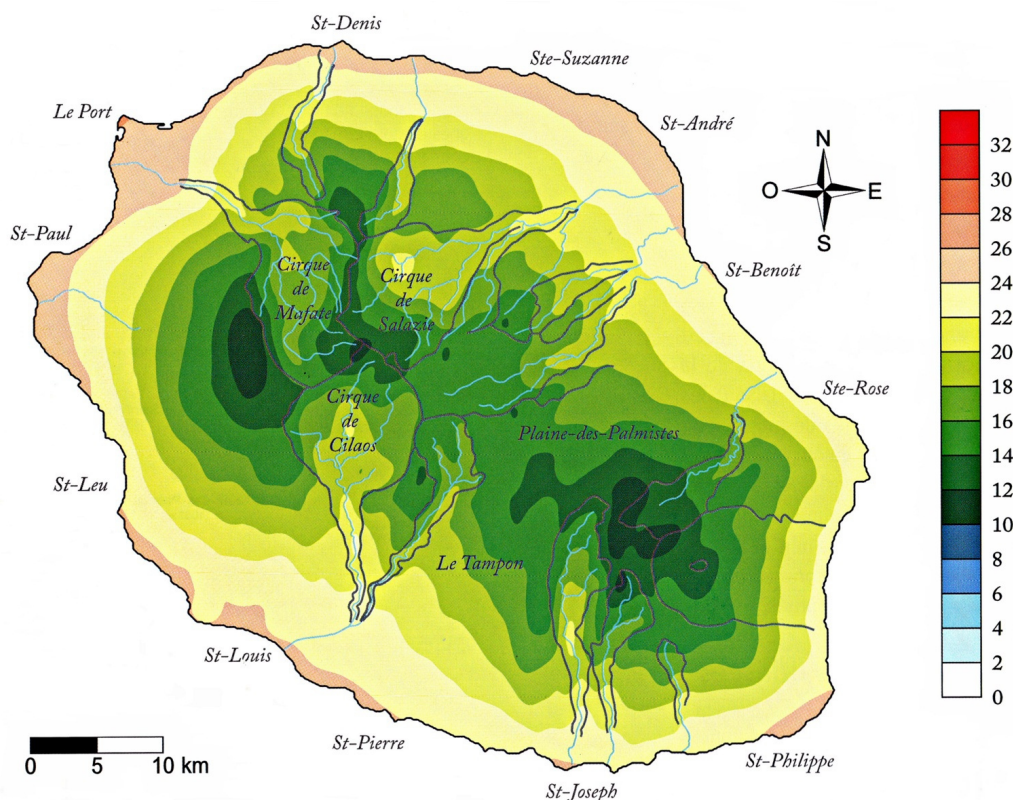 St-Denis
Ste-Suzanne
Le Port
St-André
N
O
E
S
St-Paul
St-Benoît
Cirque
de
Mafate
Cirque
de
Salazie
Ste-Rose
Cirque
de
Cilaos
Plaine-des-Palmistes
St-Leu
Le Tampon
St-Louis
St-Pierre
St-Philippe
St-Joseph
0
5
10 km
32
30
28
26
24
22
20
18
16
14
12
10
8
6
4
2
0